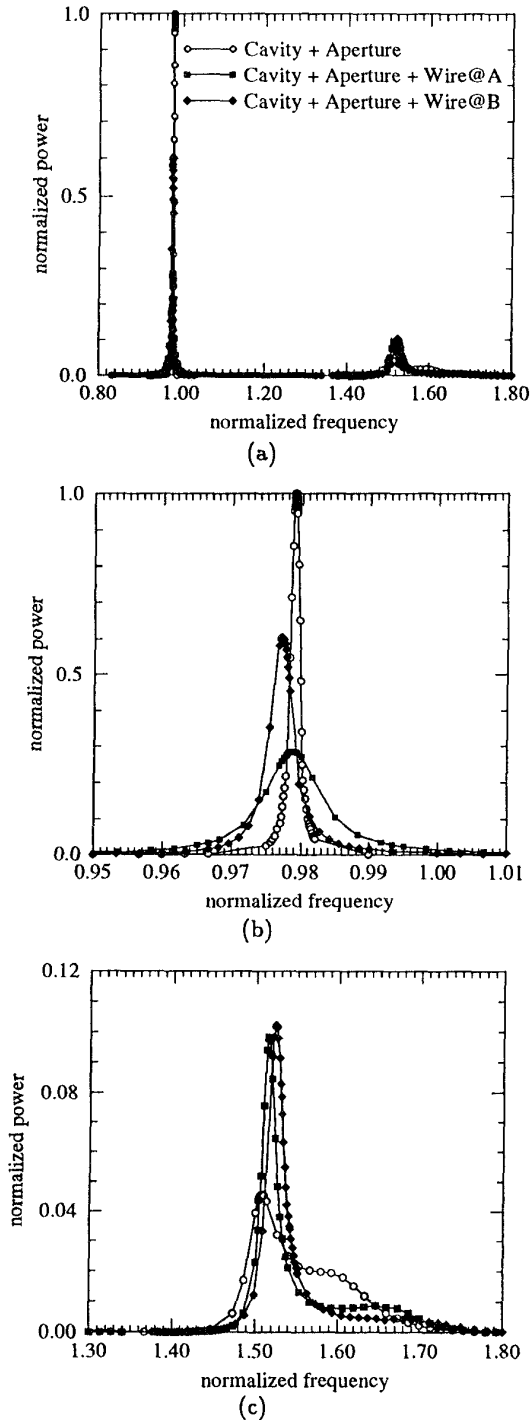 1.0
Cavity + Aperture
Cavity + Aperture + Wire@A
Cavity + Aperture + Wire@B
normalized power
0.5
0.0
0.80 1.00 1.20 1.40 1.60 1.80
normalized frequency
(a)
1.0
normalized power
0.5
0.0
0.95 0.96 0.97 0.98 0.99 1.00 1.01
normalized frequency
(b)
0.12
0.08
normalized power
0.04
0.00
1.30 1.40 1.50 1.60 1.70 1.80
normalized frequency
(c)